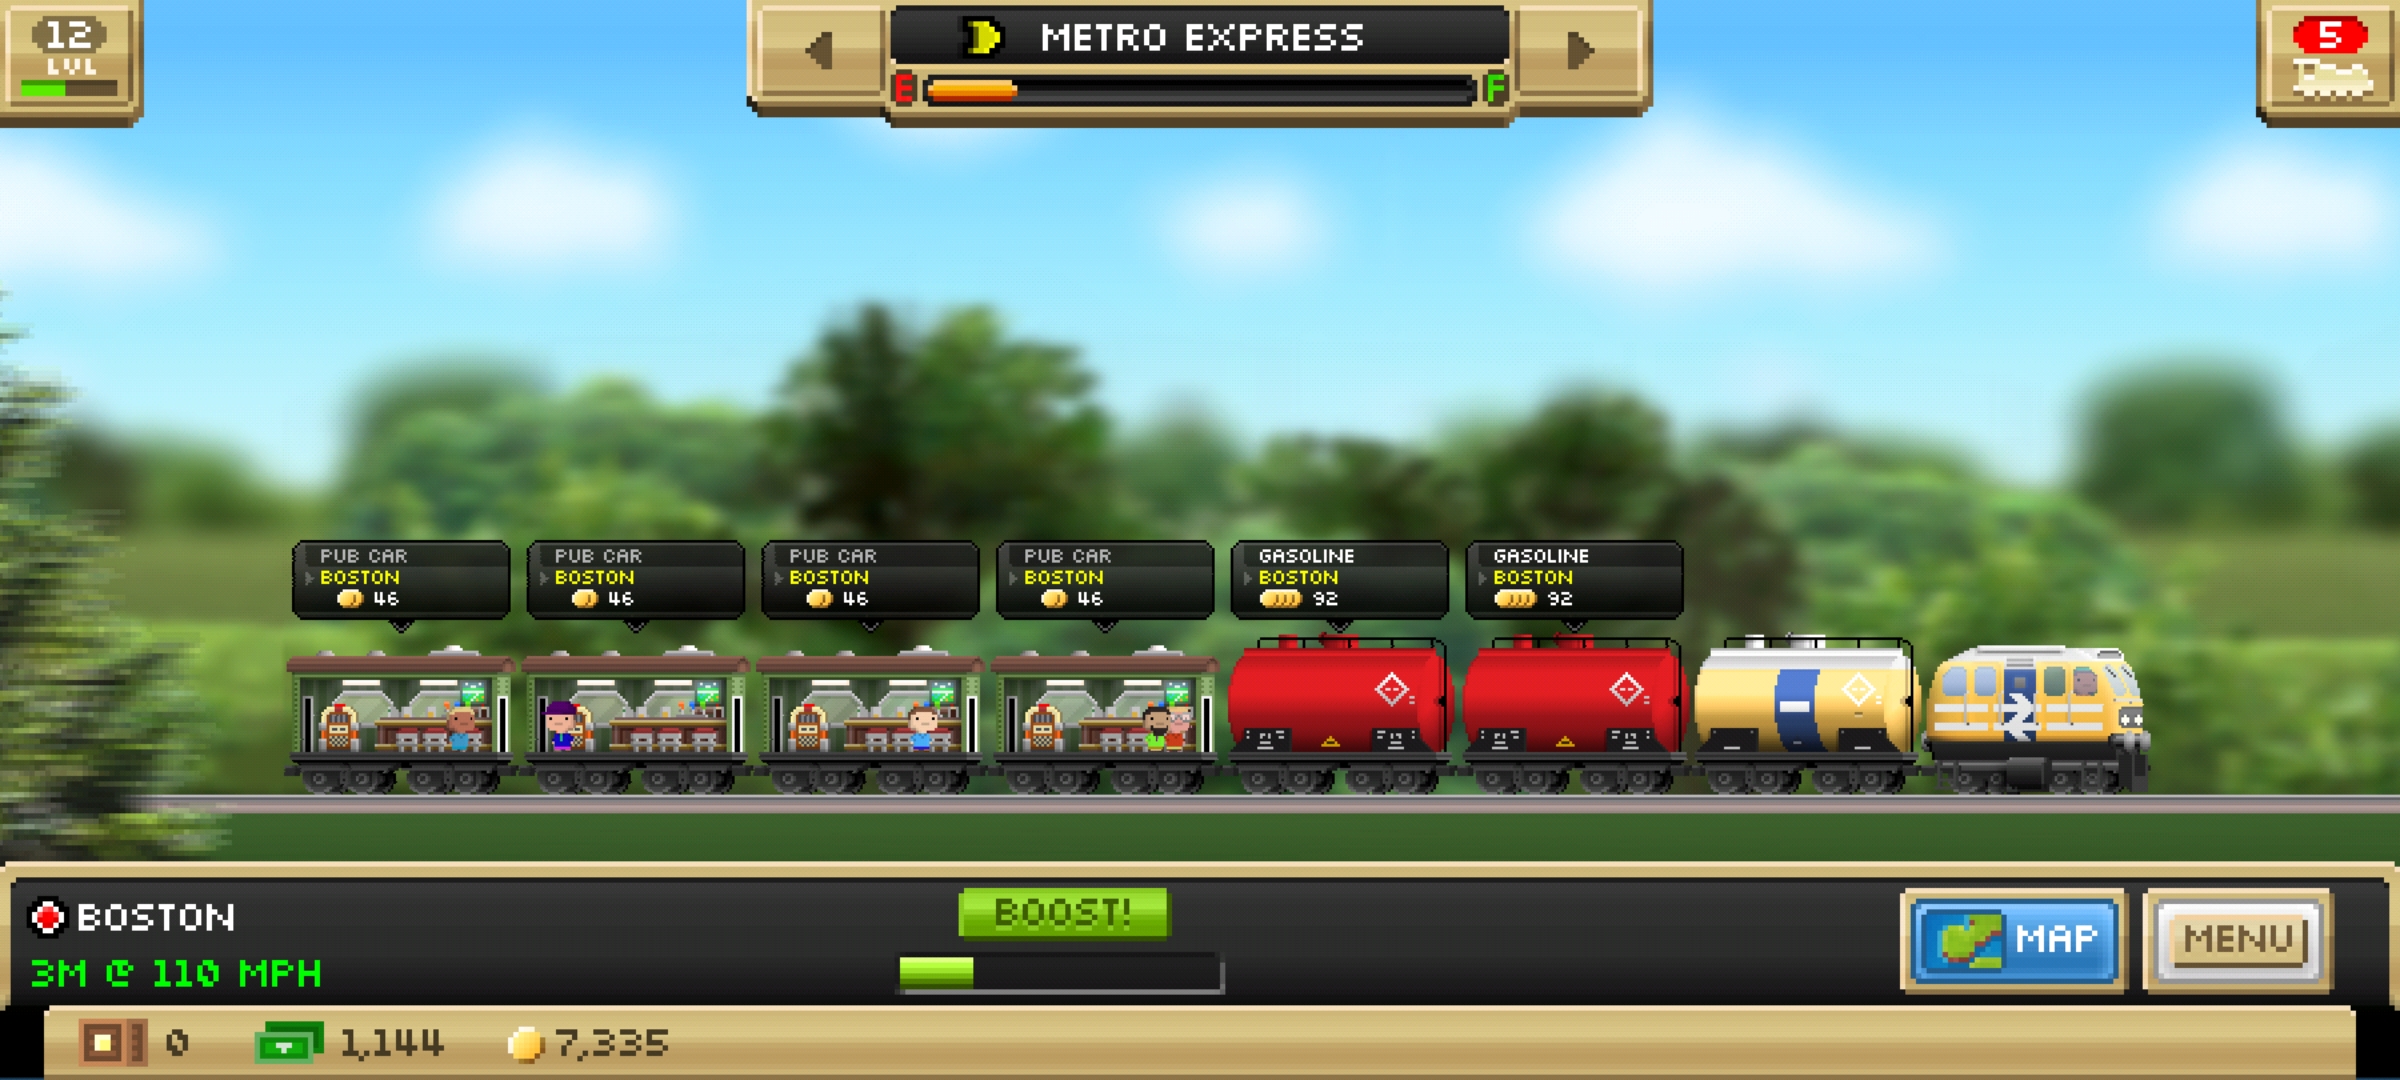 12
LVL
METRO EXPRESS
E F
5
PUB CAR
BOSTON
46
PUB CAR
BOSTON
46
PUB CAR
BOSTON
46
PUB CAR
BOSTON
46
GASOLINE
BOSTON
92
GASOLINE
BOSTON
92
BOSTON
3M @ 110 MPH
BOOST!
MAP
MENU
0
1,144
7,335